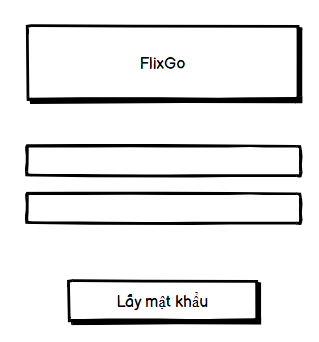 FlixGo
Lấy mật khẩu